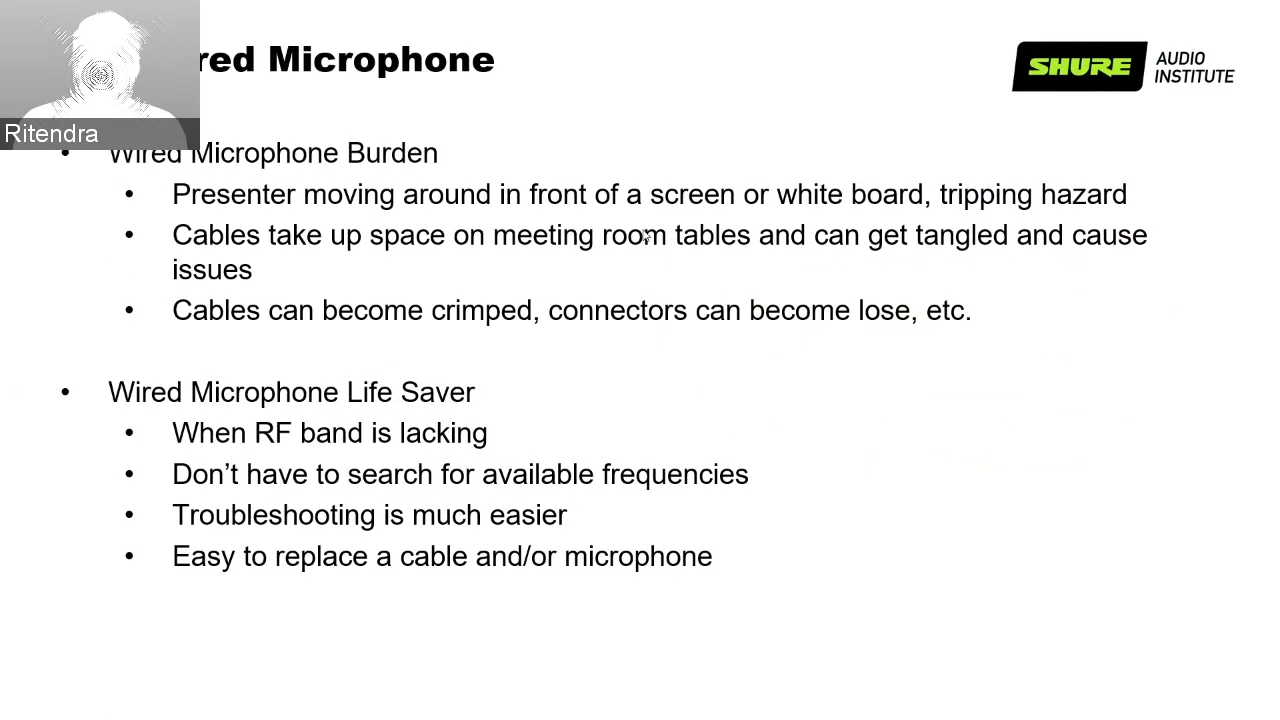 red Microphone
SHURE AUDIO INSTITUTE
Ritendra
• Wired Microphone Burden
• Presenter moving around in front of a screen or white board, tripping hazard
• Cables take up space on meeting room tables and can get tangled and cause
issues
• Cables can become crimped, connectors can become lose, etc.
• Wired Microphone Life Saver
• When RF band is lacking
• Don’t have to search for available frequencies
• Troubleshooting is much easier
• Easy to replace a cable and/or microphone